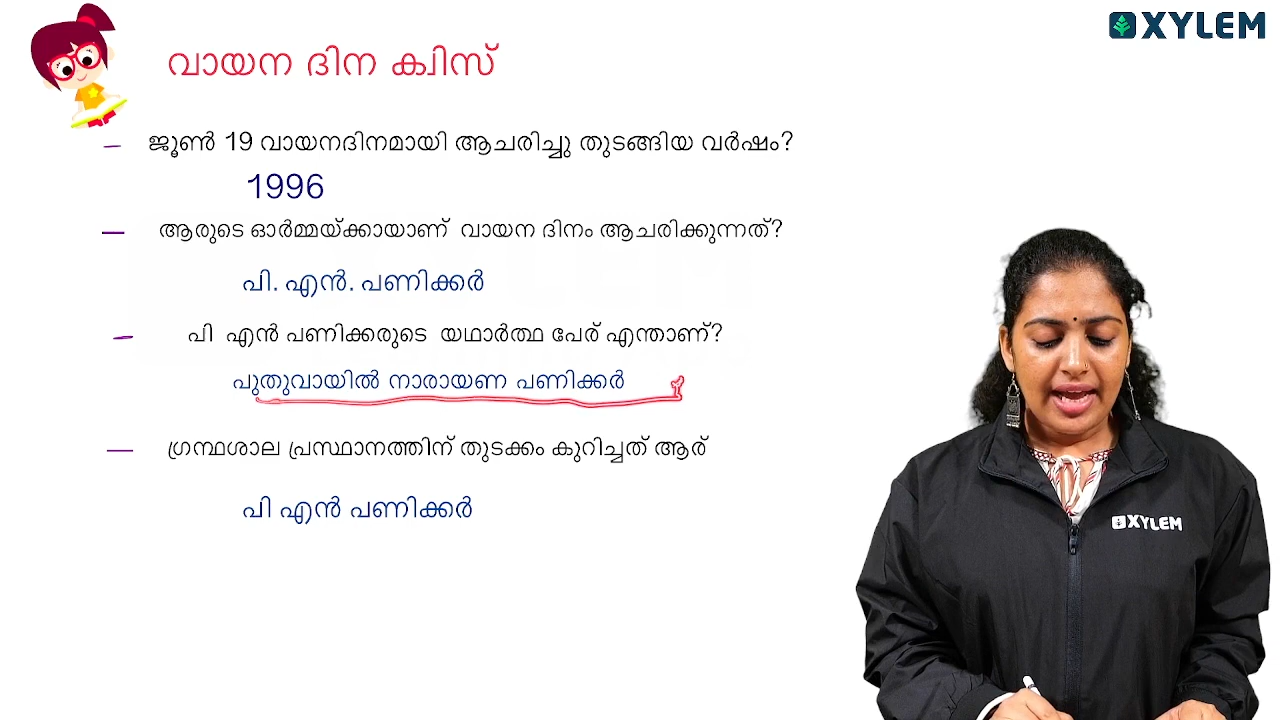 XYLEM
വായന ദിന ക്വിസ്
– ജൂൺ 19 വായനദിനമായി ആചരിച്ചു തുടങ്ങിയ വർഷം?
1996
– ആരുടെ ഓർമ്മയ്ക്കായാണ് വായന ദിനം ആചരിക്കുന്നത്?
പി. എൻ. പണിക്കർ
– പി എൻ പണിക്കരുടെ യഥാർത്ഥ പേര് എന്താണ്?
പുതുവായിൽ നാരായണ പണിക്കർ
– ഗ്രന്ഥശാല പ്രസ്ഥാനത്തിന് തുടക്കം കുറിച്ചത് ആര്
പി എൻ പണിക്കർ
XYLEM